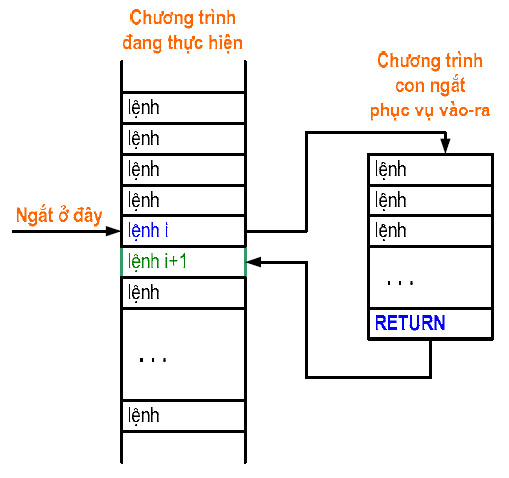 Chương trình
đang thực hiện
Chương trình
con ngắt
phục vụ vào-ra
lệnh
lệnh
lệnh
lệnh
Ngắt ở đây
lệnh i
lệnh i+1
lệnh
...
lệnh
lệnh
lệnh
lệnh
...
RETURN